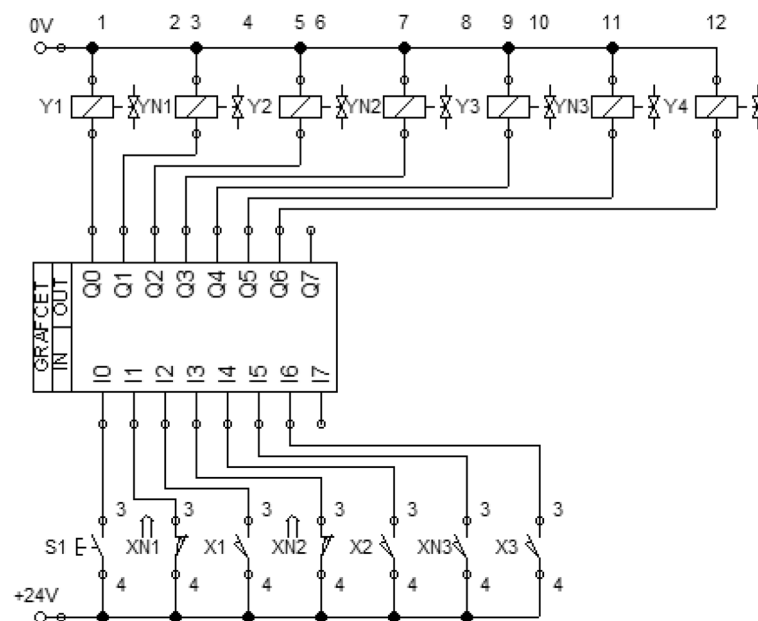 1 2 3 4 5 6 7 8 9 10 11 12
0V
Y1 YN1 Y2 YN2 Y3 YN3 Y4
Q0 Q1 Q2 Q3 Q4 Q5 Q6 Q7
GRAFCET
OUT
IN
I0 I1 I2 I3 I4 I5 I6 I7
3 3 3 3 3 3 3
S1 XN1 X1 XN2 X2 XN3 X3
4 4 4 4 4 4 4
+24V